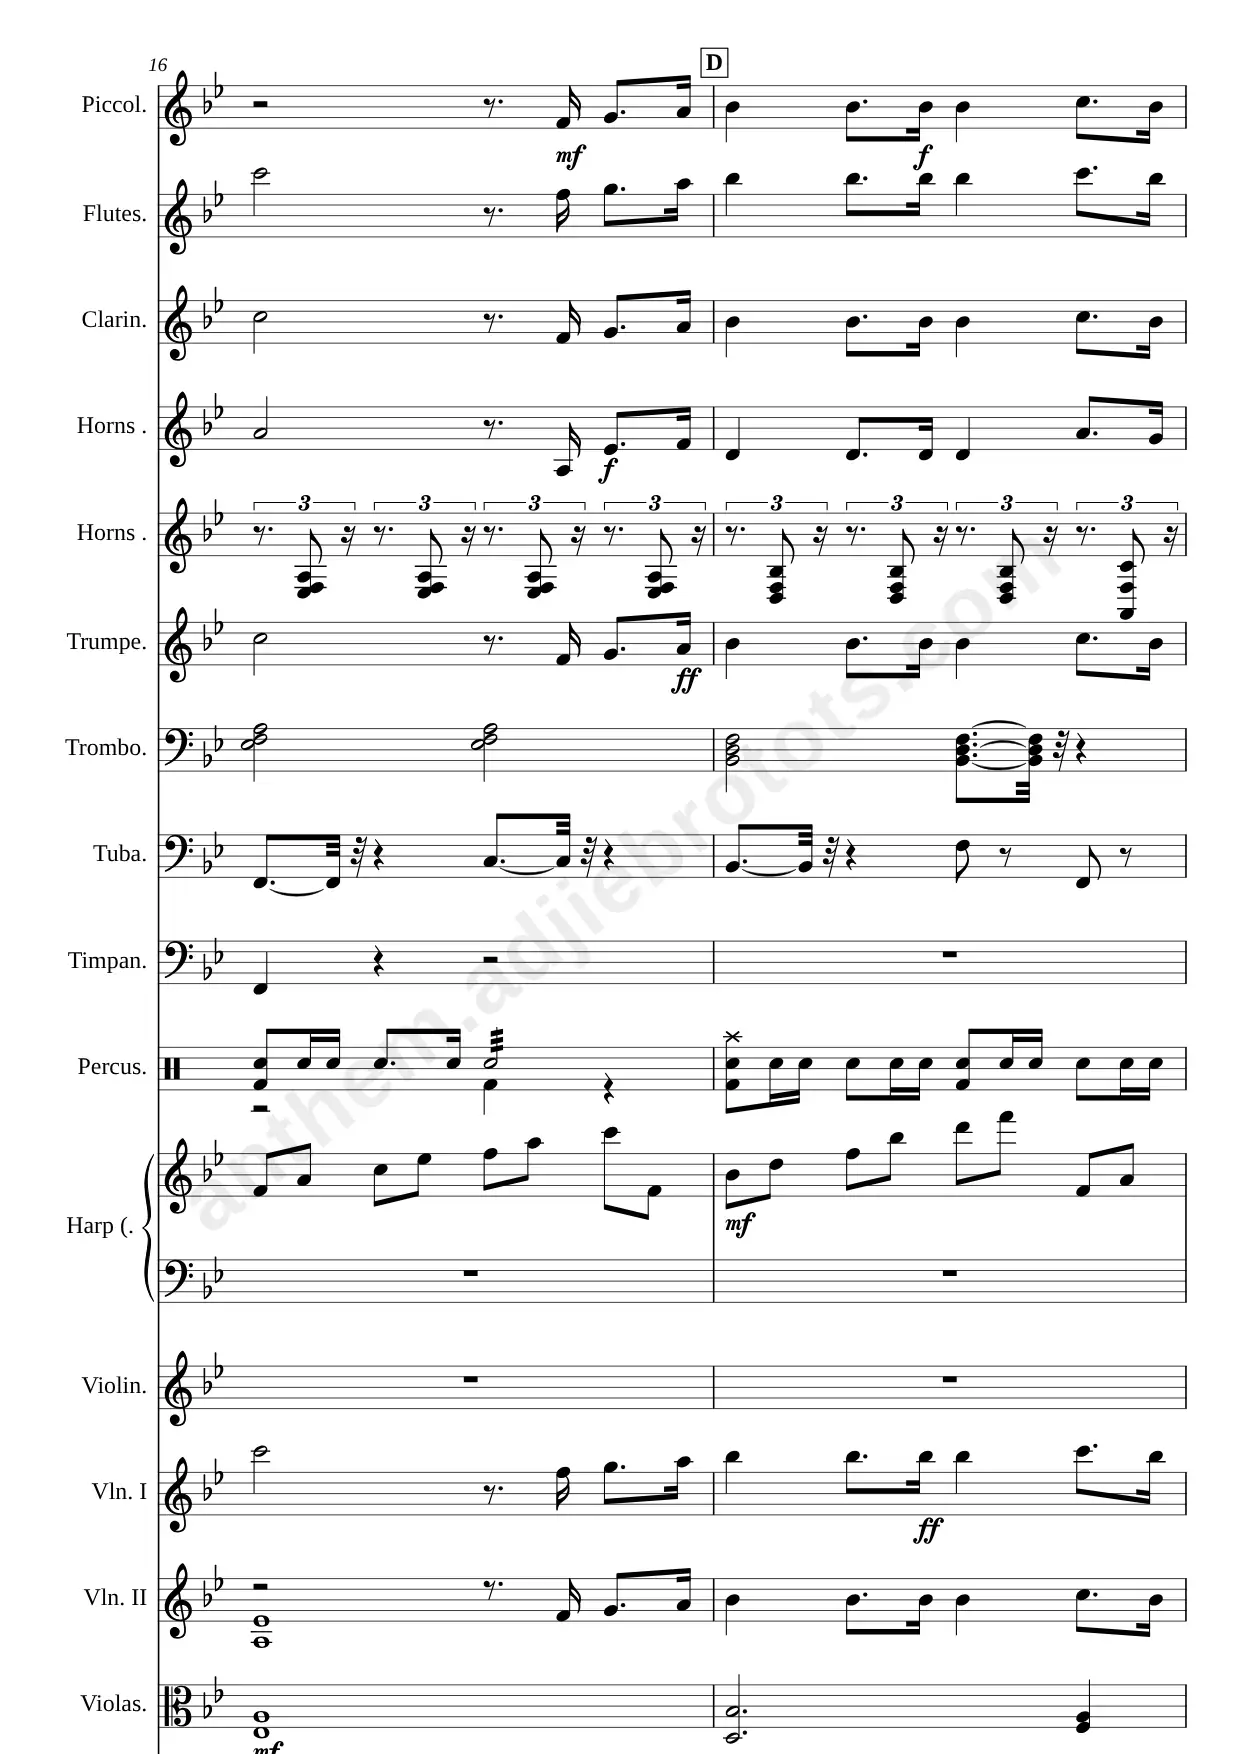 16
D
Piccol.
mf
f
Flutes.
Clarin.
Horns .
f
3 3 3 3 3 3 3 3
Horns .
Trumpe.
ff
Trombo.
Tuba.
Timpan.
Percus.
Harp (.
mf
Violin.
Vln. I
ff
Vln. II
Violas.
mf
anthem.adjiebrotots.com